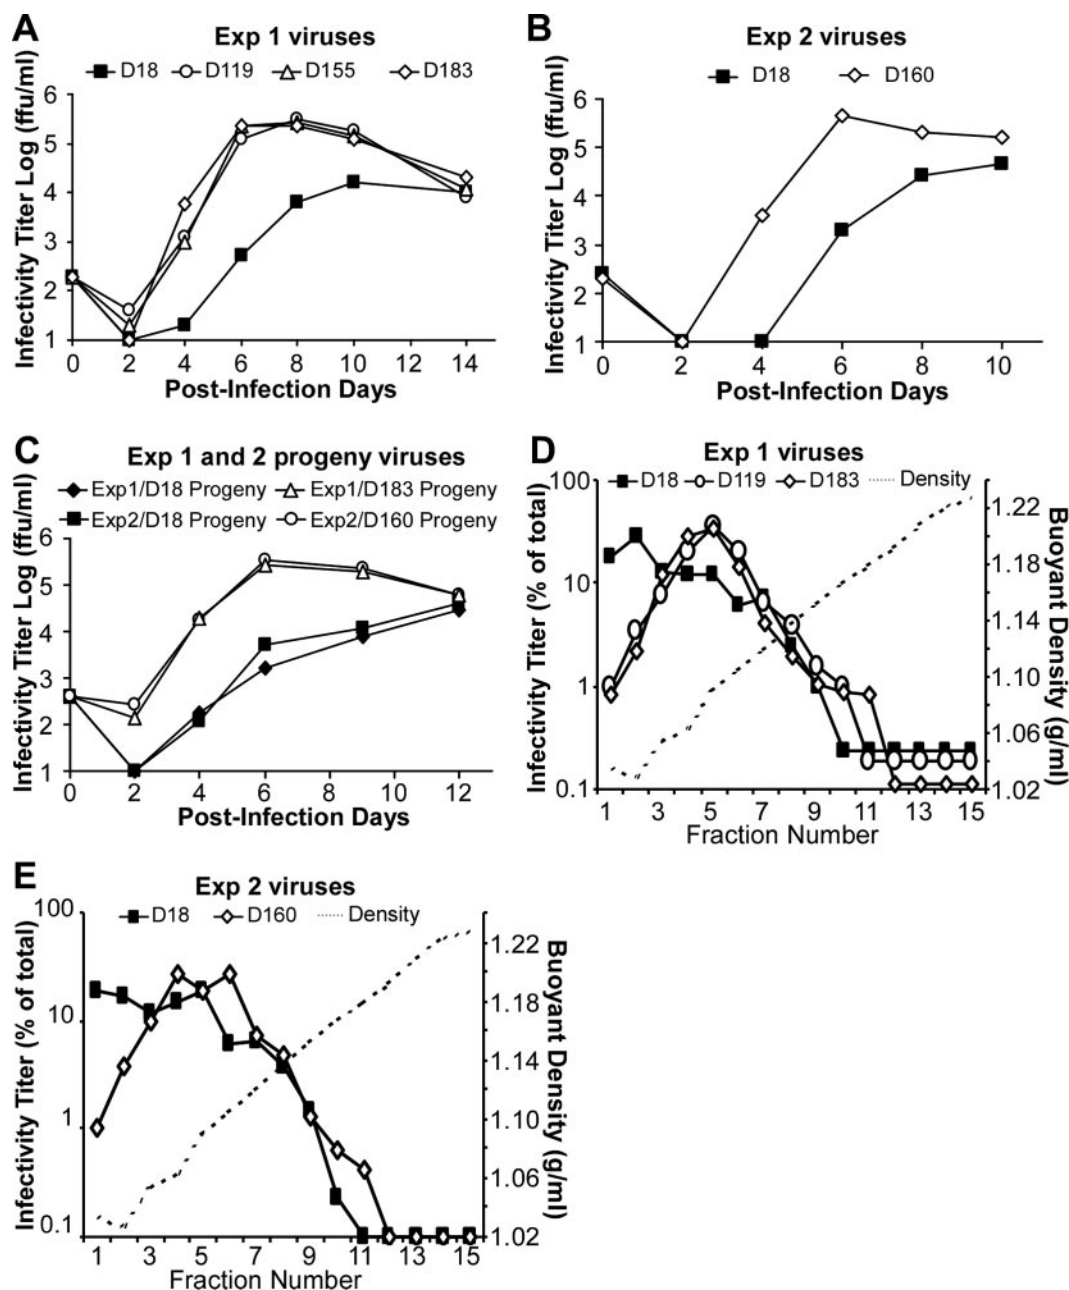 A
Exp 1 viruses
D18 D119 D155 D183
Infectivity Titer Log (ffu/ml)
6
5
4
3
2
1
0 2 4 6 8 10 12 14
Post-Infection Days
B
Exp 2 viruses
D18 D160
Infectivity Titer Log (ffu/ml)
6
5
4
3
2
1
0 2 4 6 8 10
Post-Infection Days
C
Exp 1 and 2 progeny viruses
Exp1/D18 Progeny Exp1/D183 Progeny
Exp2/D18 Progeny Exp2/D160 Progeny
Infectivity Titer Log (ffu/ml)
6
5
4
3
2
1
0 2 4 6 8 10 12
Post-Infection Days
D
Exp 1 viruses
D18 D119 D183 Density
Infectivity Titer (% of total)
100
10
1
0.1
1 3 5 7 9 11 13 15
Fraction Number
1.22
1.18
1.14
1.10
1.06
1.02
Buoyant Density (g/ml)
E
Exp 2 viruses
D18 D160 Density
Infectivity Titer (% of total)
100
10
1
0.1
1 3 5 7 9 11 13 15
Fraction Number
1.22
1.18
1.14
1.10
1.06
1.02
Buoyant Density (g/ml)